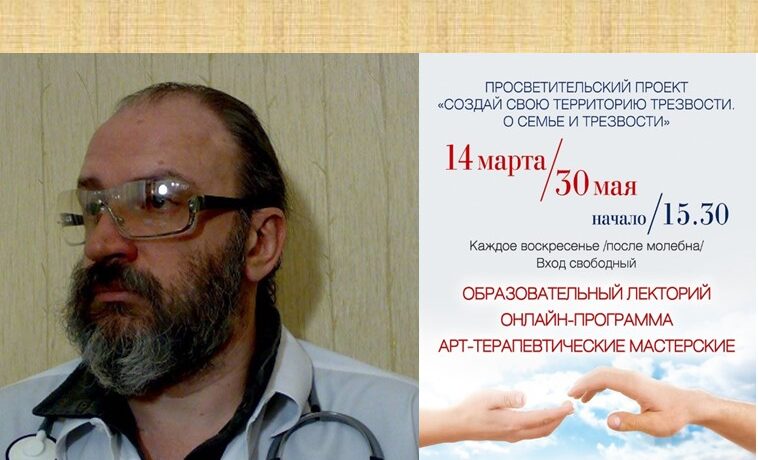 ПРОСВЕТИТЕЛЬСКИЙ ПРОЕКТ
«СОЗДАЙ СВОЮ ТЕРРИТОРИЮ ТРЕЗВОСТИ.
О СЕМЬЕ И ТРЕЗВОСТИ»
14 марта/
30 мая
начало/15.30
Каждое воскресенье /после молебна/
Вход свободный
ОБРАЗОВАТЕЛЬНЫЙ ЛЕКТОРИЙ
ОНЛАЙН-ПРОГРАММА
АРТ-ТЕРАПЕВТИЧЕСКИЕ МАСТЕРСКИЕ